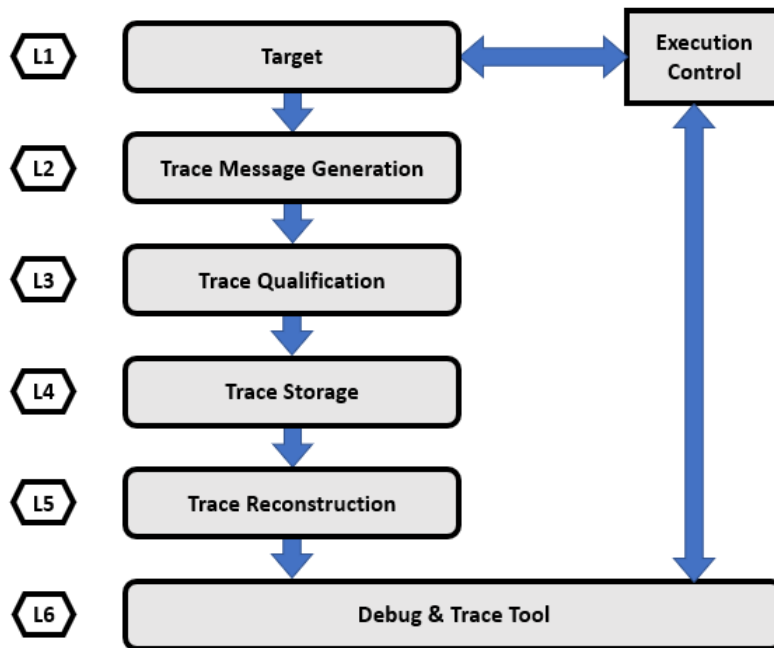 L1
Target
Execution
Control
L2
Trace Message Generation
L3
Trace Qualification
L4
Trace Storage
L5
Trace Reconstruction
L6
Debug & Trace Tool